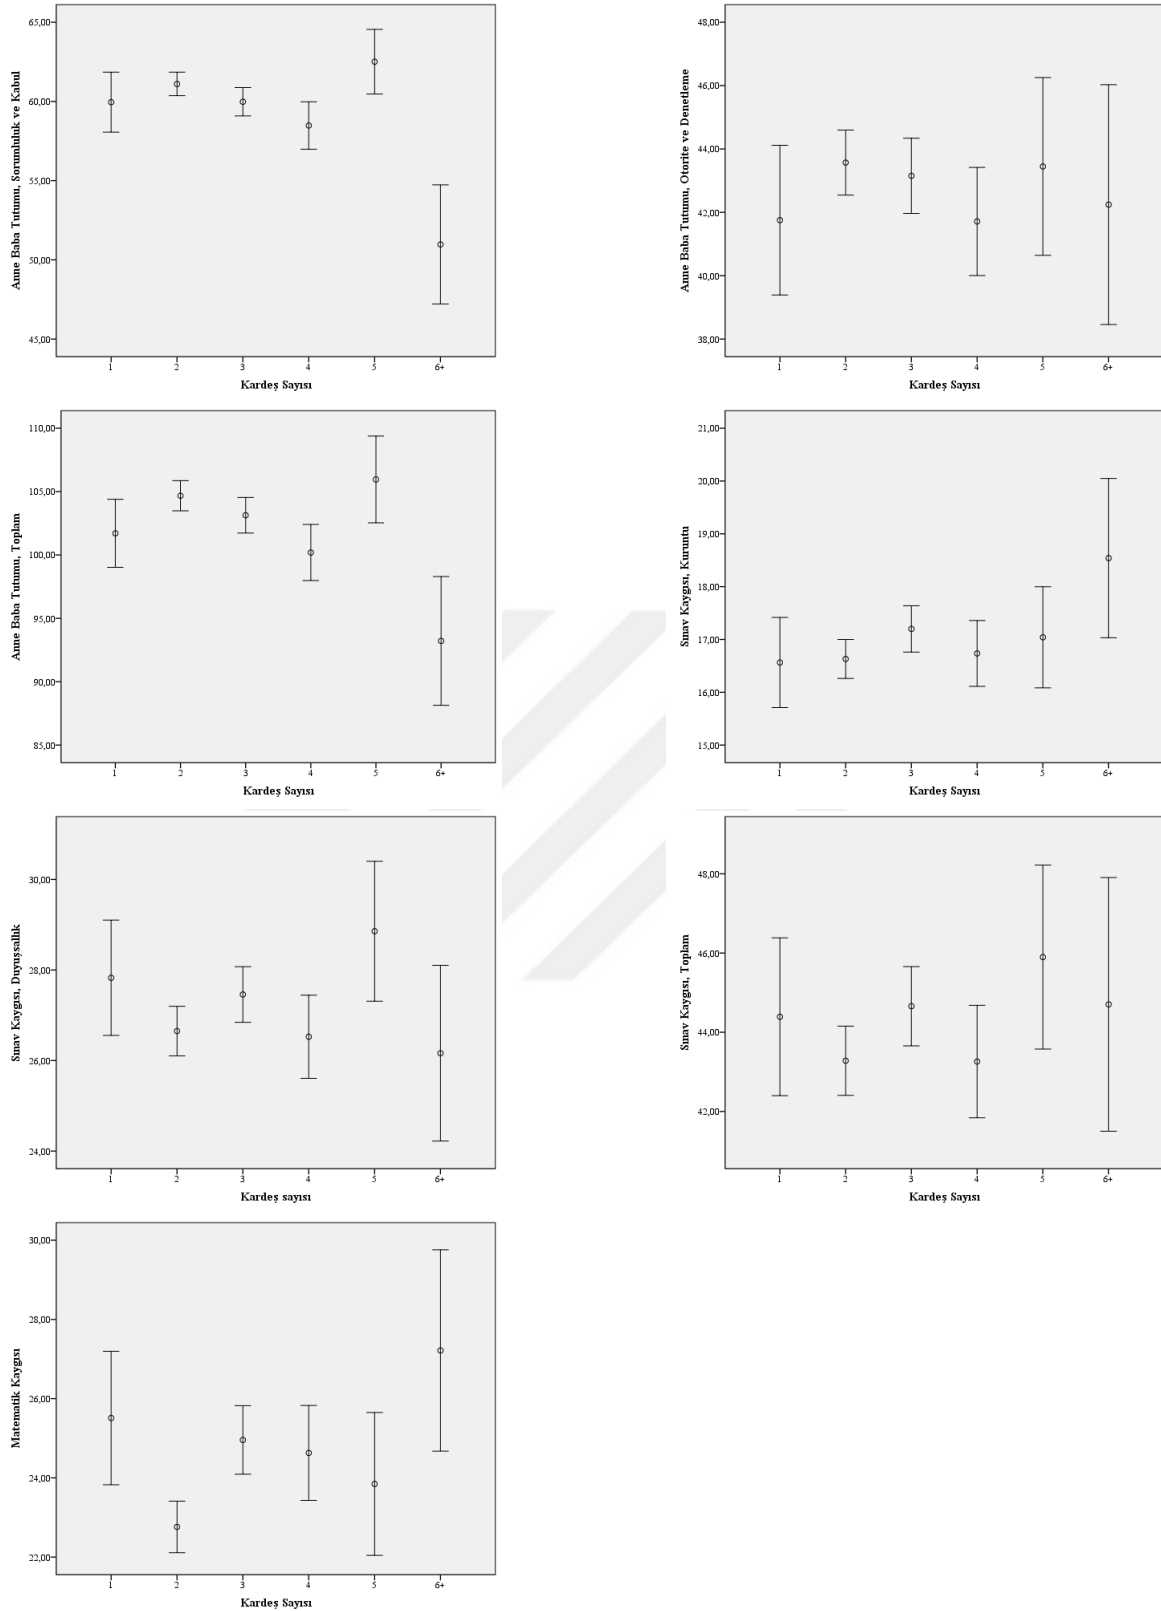 Anne Baba Tutumu, Sorumluluk ve Kabul
65,00
60,00
55,00
50,00
45,00
1 2 3 4 5 6+
Kardeş Sayısı
Anne Baba Tutumu, Otorite ve Denetleme
48,00
46,00
44,00
42,00
40,00
38,00
1 2 3 4 5 6+
Kardeş Sayısı
Anne Baba Tutumu, Toplam
110,00
105,00
100,00
95,00
90,00
85,00
1 2 3 4 5 6+
Kardeş Sayısı
Sınav Kaygısı, Kuruntu
21,00
20,00
19,00
18,00
17,00
16,00
15,00
1 2 3 4 5 6+
Kardeş Sayısı
Sınav Kaygısı, Duyuşsallık
30,00
28,00
26,00
24,00
1 2 3 4 5 6+
Kardeş sayısı
Sınav Kaygısı, Toplam
48,00
46,00
44,00
42,00
1 2 3 4 5 6+
Kardeş Sayısı
Matematik Kaygısı
30,00
28,00
26,00
24,00
22,00
1 2 3 4 5 6+
Kardeş Sayısı